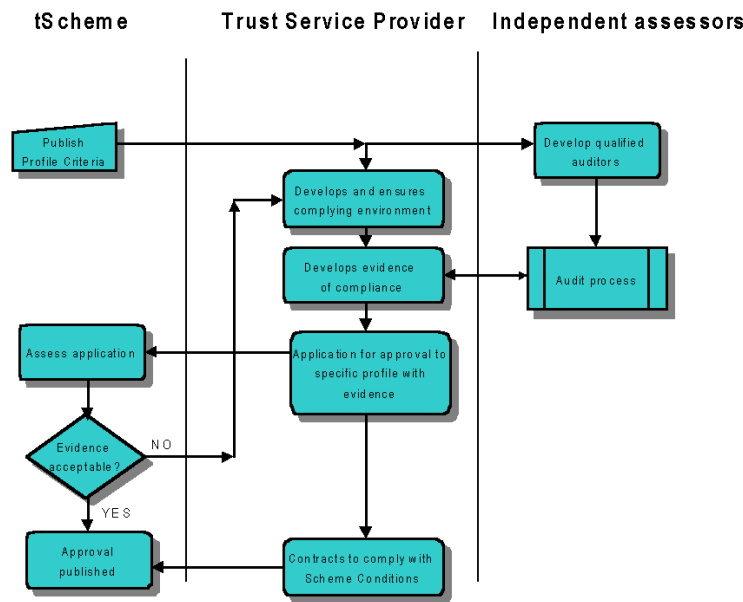 tScheme
Trust Service Provider
Independent assessors
Publish
Profile Criteria
Develop qualified
auditors
Develops and ensures
complying environment
Develops evidence
of compliance
Audit process
Assess application
Application for approval to
specific profile with
evidence
Evidence
acceptable?
NO
YES
Approval
published
Contracts to comply with
Scheme Conditions